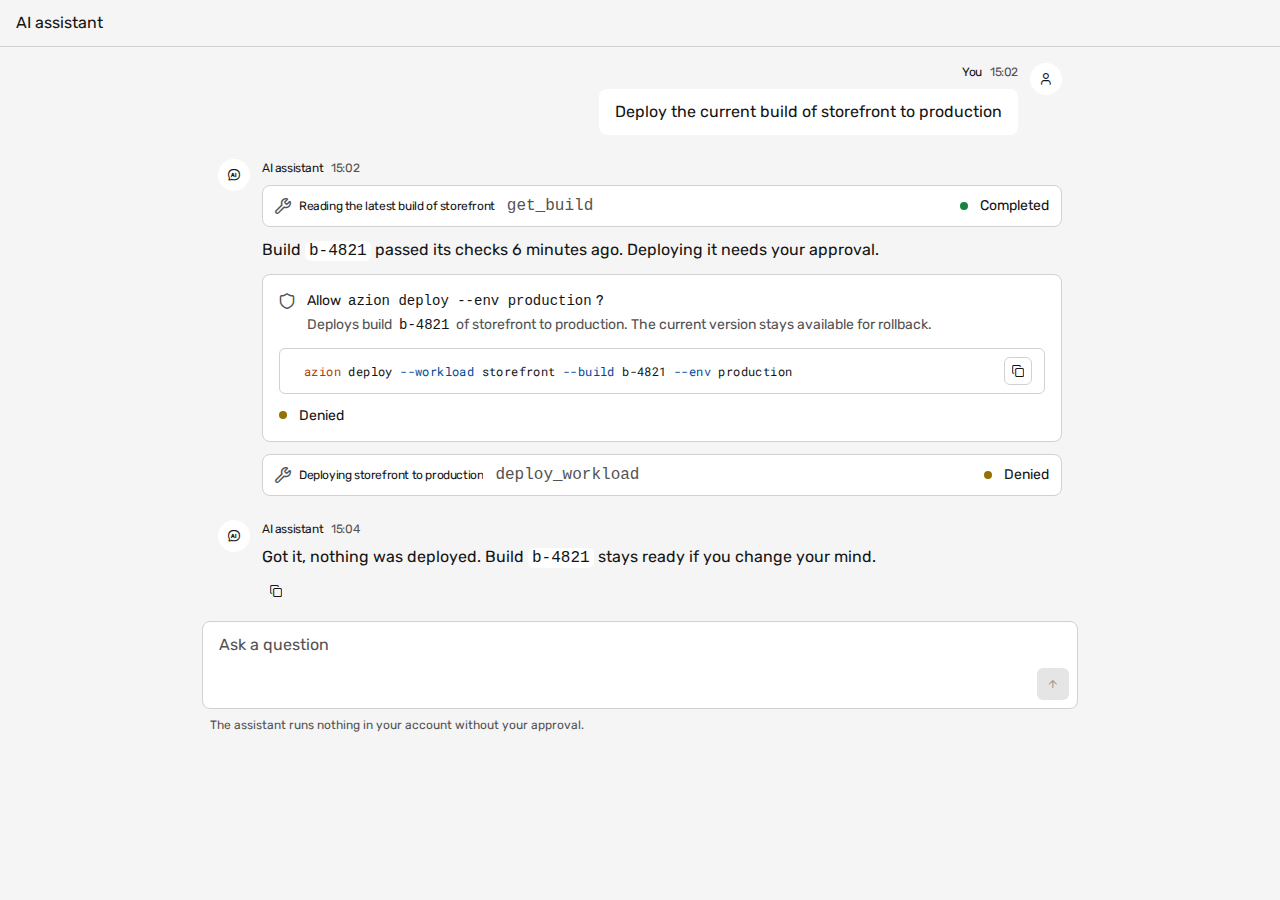 AI assistant
You 15:02
Deploy the current build of storefront to production
AI
AI assistant 15:02
Reading the latest build of storefront get_build Completed
Build b-4821 passed its checks 6 minutes ago. Deploying it needs your approval.
Allow azion deploy --env production ?
Deploys build b-4821 of storefront to production. The current version stays available for rollback.
azion deploy --workload storefront --build b-4821 --env production
Denied
Deploying storefront to production deploy_workload Denied
AI
AI assistant 15:04
Got it, nothing was deployed. Build b-4821 stays ready if you change your mind.
Ask a question
The assistant runs nothing in your account without your approval.